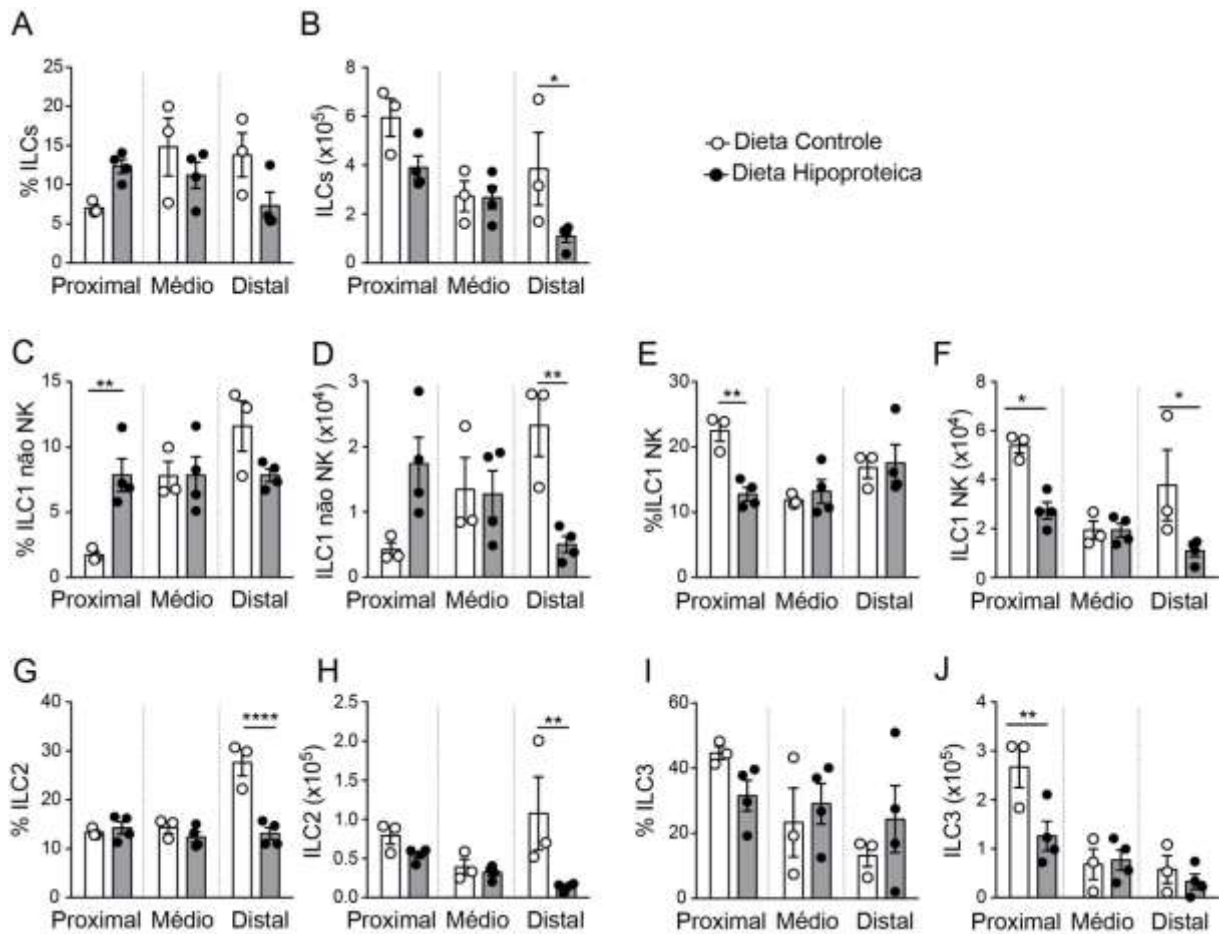 A
% ILCs
25
20
15
10
5
0
Proximal Médio Distal
B
ILCs (x10⁵)
8
6
4
2
0
*
Proximal Médio Distal
Dieta Controle
Dieta Hipoproteica
C
% ILC1 não NK
15
10
5
0
**
Proximal Médio Distal
D
ILC1 não NK (x10⁴)
3
2
1
0
**
Proximal Médio Distal
E
%ILC1 NK
30
20
10
0
**
Proximal Médio Distal
F
ILC1 NK (x10⁴)
8
6
4
2
0
*
*
Proximal Médio Distal
G
% ILC2
40
30
20
10
0
****
Proximal Médio Distal
H
ILC2 (x10⁵)
2.5
2.0
1.5
1.0
0.5
0.0
**
Proximal Médio Distal
I
% ILC3
60
40
20
0
Proximal Médio Distal
J
ILC3 (x10⁵)
4
3
2
1
0
**
Proximal Médio Distal